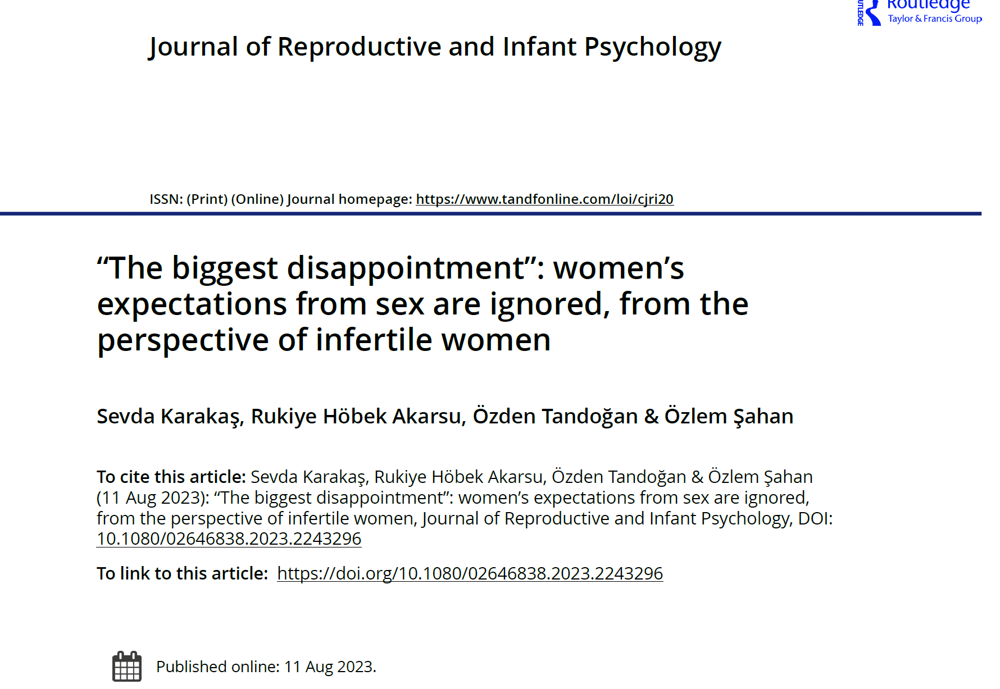 ROUTLEDGE
Routledge
Taylor & Francis Group
Journal of Reproductive and Infant Psychology
ISSN: (Print) (Online) Journal homepage: https://www.tandfonline.com/loi/cjri20
“The biggest disappointment”: women’s
expectations from sex are ignored, from the
perspective of infertile women
Sevda Karakaş, Rukiye Höbek Akarsu, Özden Tandoğan & Özlem Şahan
To cite this article: Sevda Karakaş, Rukiye Höbek Akarsu, Özden Tandoğan & Özlem Şahan
(11 Aug 2023): “The biggest disappointment”: women’s expectations from sex are ignored,
from the perspective of infertile women, Journal of Reproductive and Infant Psychology, DOI:
10.1080/02646838.2023.2243296
To link to this article: https://doi.org/10.1080/02646838.2023.2243296
Published online: 11 Aug 2023.